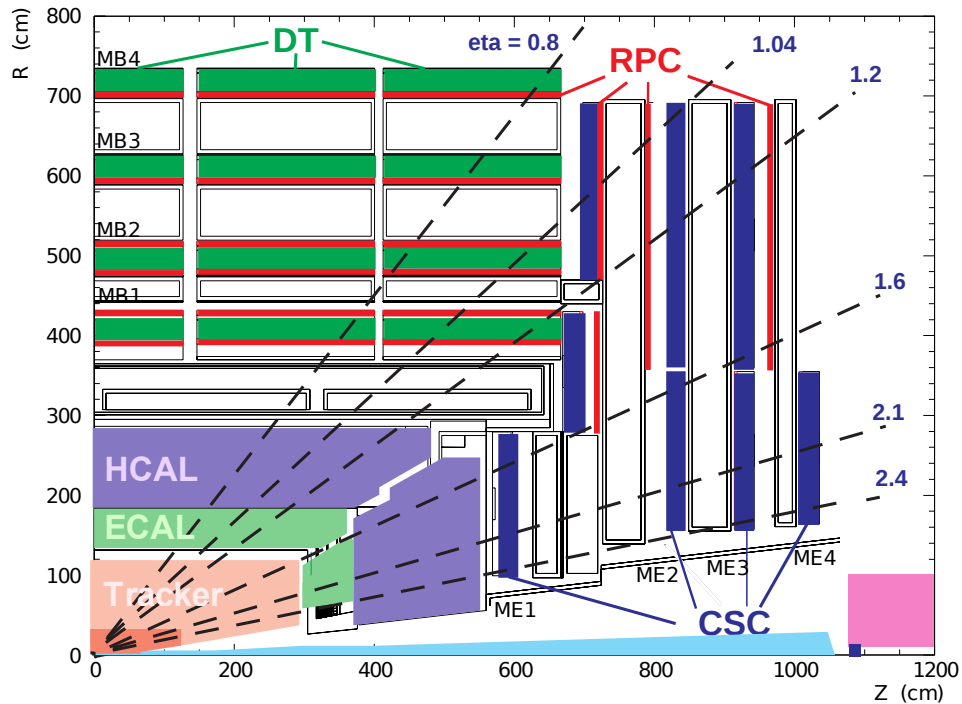 R (cm)
800
700
600
500
400
300
200
100
0
DT
eta = 0.8
RPC
1.04
1.2
1.6
2.1
2.4
MB4
MB3
MB2
MB1
HCAL
ECAL
Tracker
ME1
ME2
ME3
ME4
CSC
0
200
400
600
800
1000
1200
Z (cm)